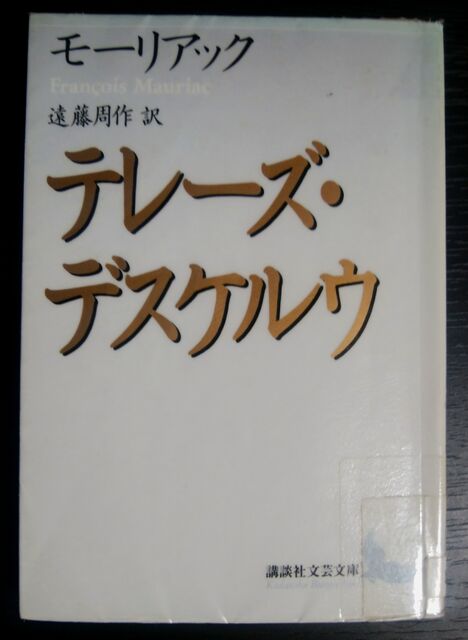 モーリアック
François Mauriac
遠藤周作 訳
テレーズ・
デスケルウ
講談社文芸文庫